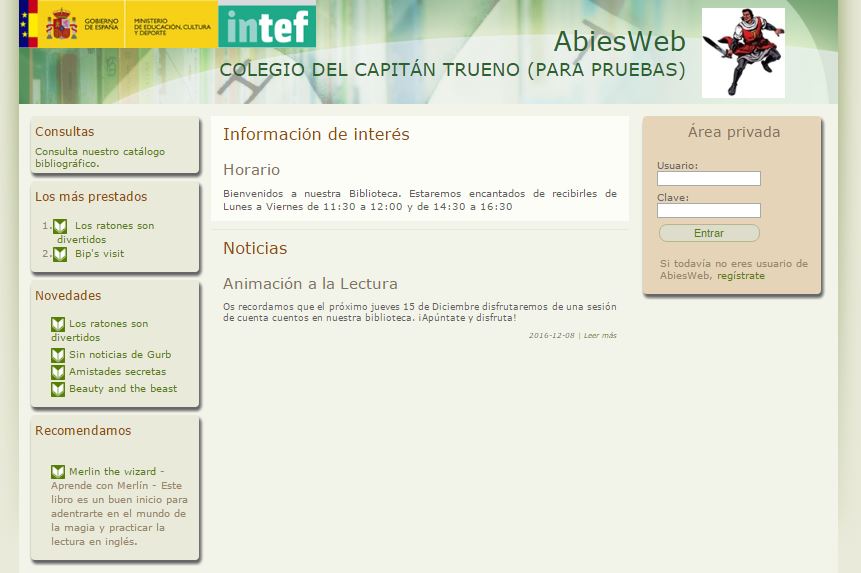 GOBIERNO
DE ESPAÑA
MINISTERIO
DE EDUCACIÓN, CULTURA
Y DEPORTE
intef
AbiesWeb
COLEGIO DEL CAPITÁN TRUENO (PARA PRUEBAS)
Consultas
Consulta nuestro catálogo
bibliográfico.
Los más prestados
1. Los ratones son
divertidos
2. Bip's visit
Novedades
Los ratones son
divertidos
Sin noticias de Gurb
Amistades secretas
Beauty and the beast
Recomendamos
Merlin the wizard -
Aprende con Merlín - Este
libro es un buen inicio para
adentrarte en el mundo de
la magia y practicar la
lectura en inglés.
Información de interés
Horario
Bienvenidos a nuestra Biblioteca. Estaremos encantados de recibirles de
Lunes a Viernes de 11:30 a 12:00 y de 14:30 a 16:30
Noticias
Animación a la Lectura
Os recordamos que el próximo jueves 15 de Diciembre disfrutaremos de una sesión
de cuenta cuentos en nuestra biblioteca. ¡Apúntate y disfruta!
2016-12-08 | Leer más
Área privada
Usuario:
Clave:
Entrar
Si todavía no eres usuario de
AbiesWeb, regístrate